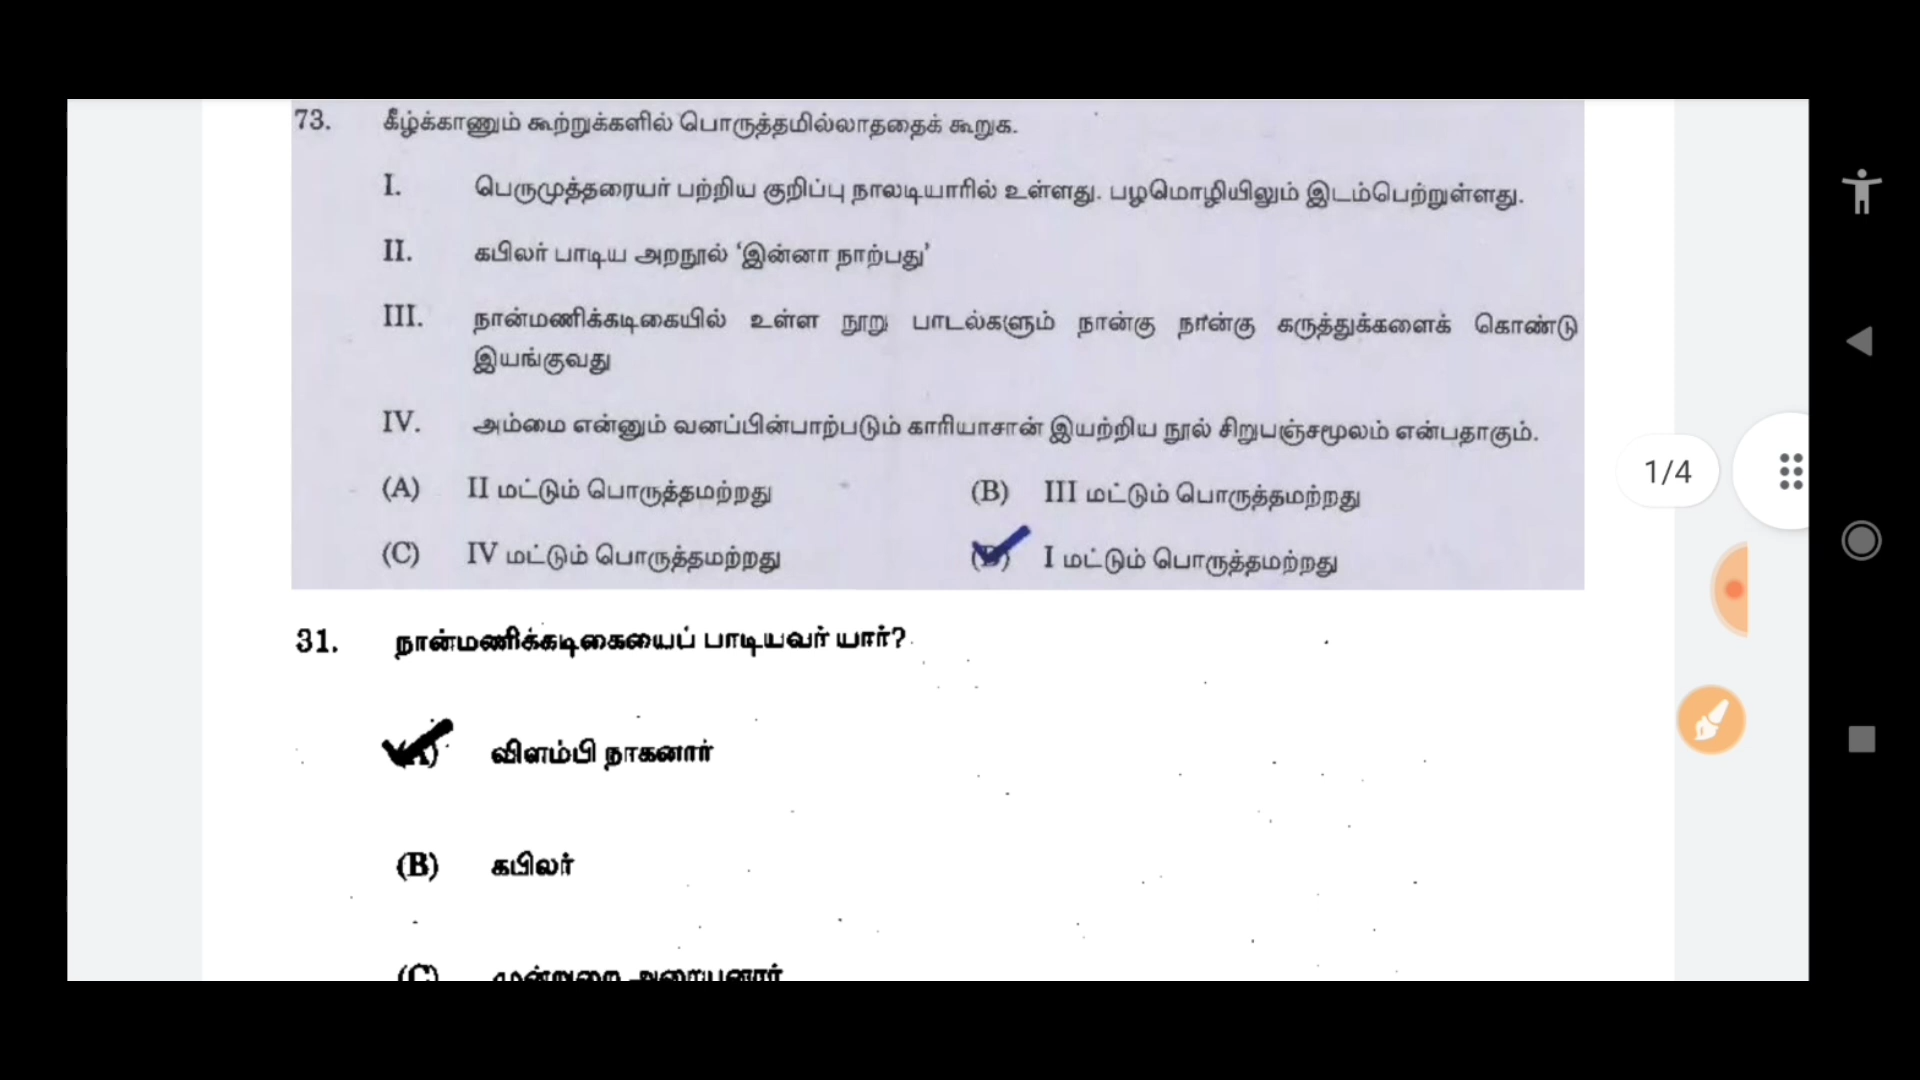 73. கீழ்க்காணும் கூற்றுக்களில் பொருத்தமில்லாததைக் கூறுக.
I. பெருமுத்தரையர் பற்றிய குறிப்பு நாலடியாரில் உள்ளது. பழமொழியிலும் இடம்பெற்றுள்ளது.
II. கபிலர் பாடிய அறநூல் 'இன்னா நாற்பது'
III. நான்மணிக்கடிகையில் உள்ள நூறு பாடல்களும் நான்கு நான்கு கருத்துக்களைக் கொண்டு
இயங்குவது
IV. அம்மை என்னும் வனப்பின்பாற்படும் காரியாசான் இயற்றிய நூல் சிறுபஞ்சமூலம் என்பதாகும்.
(A) II மட்டும் பொருத்தமற்றது (B) III மட்டும் பொருத்தமற்றது
(C) IV மட்டும் பொருத்தமற்றது (D) I மட்டும் பொருத்தமற்றது
1/4
31. நான்மணிக்கடிகையைப் பாடியவர் யார்?
(A) விளம்பி நாகனார்
(B) கபிலர்
(C) முன்றுறை அரையனார்